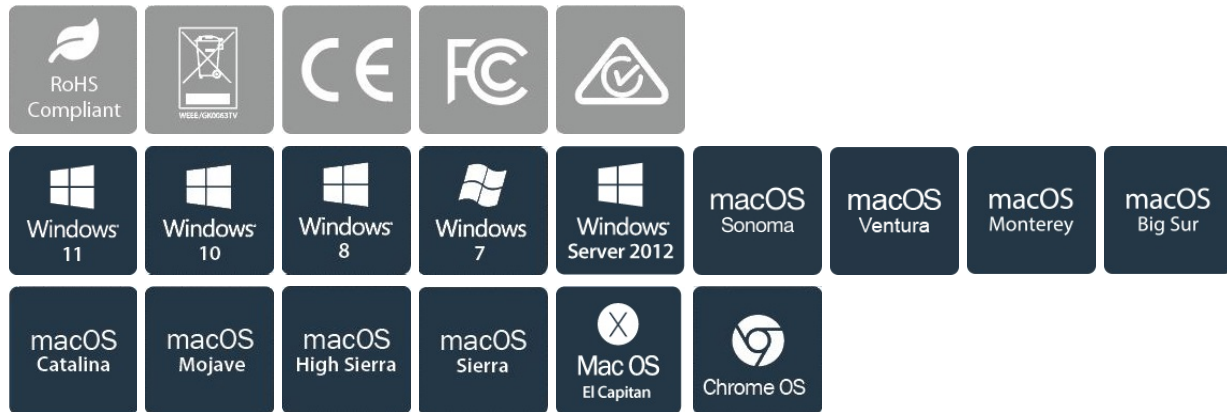 RoHS
Compliant
WEEE/GK0063TV
CE
FC
Windows
11
Windows
10
Windows
8
Windows
7
Windows
Server 2012
macOS
Sonoma
macOS
Ventura
macOS
Monterey
macOS
Big Sur
macOS
Catalina
macOS
Mojave
macOS
High Sierra
macOS
Sierra
X
Mac OS
El Capitan
Chrome OS